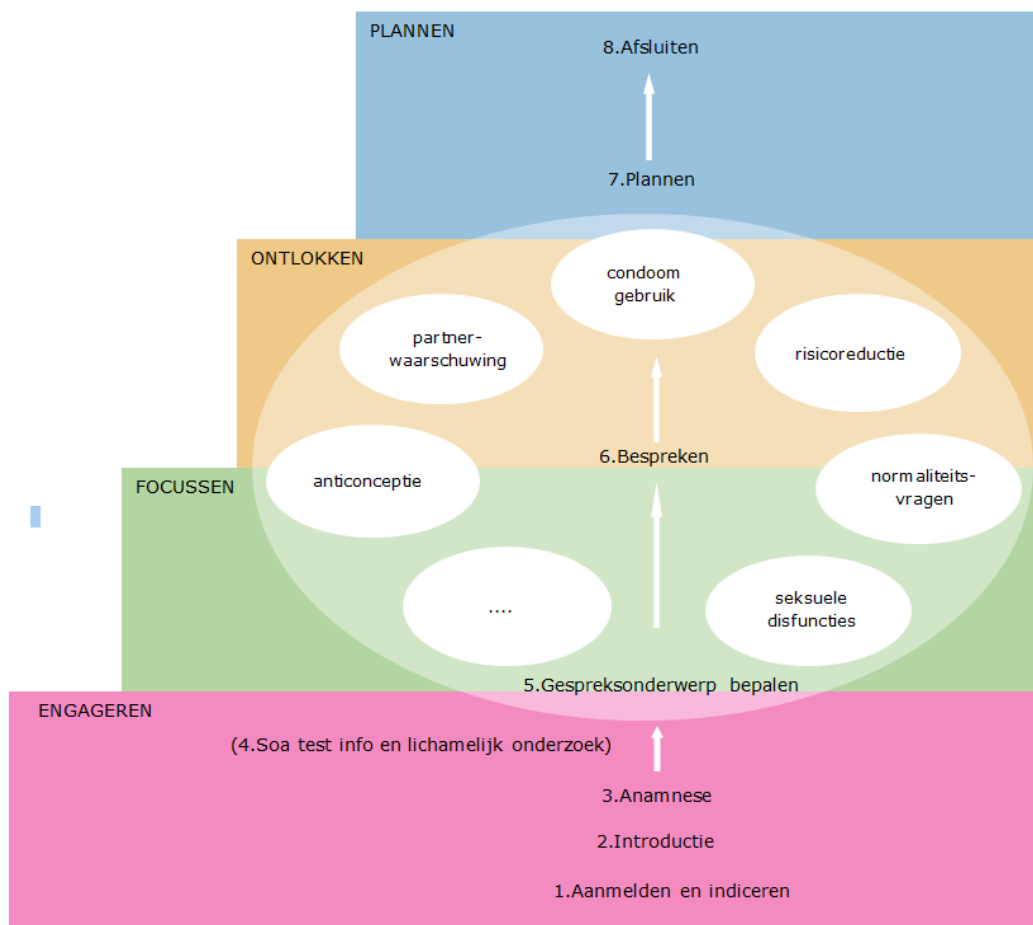 PLANNEN
8.Afsluiten
7.Plannen
ONTLOKKEN
condoom
gebruik
partner-
waarschuwing
risicoreductie
6.Bespreken
anticonceptie
normaliteits-
vragen
FOCUSSEN
....
seksuele
disfuncties
5.Gespreksonderwerp bepalen
ENGAGEREN
(4.Soa test info en lichamelijk onderzoek)
3.Anamnese
2.Introductie
1.Aanmelden en indiceren